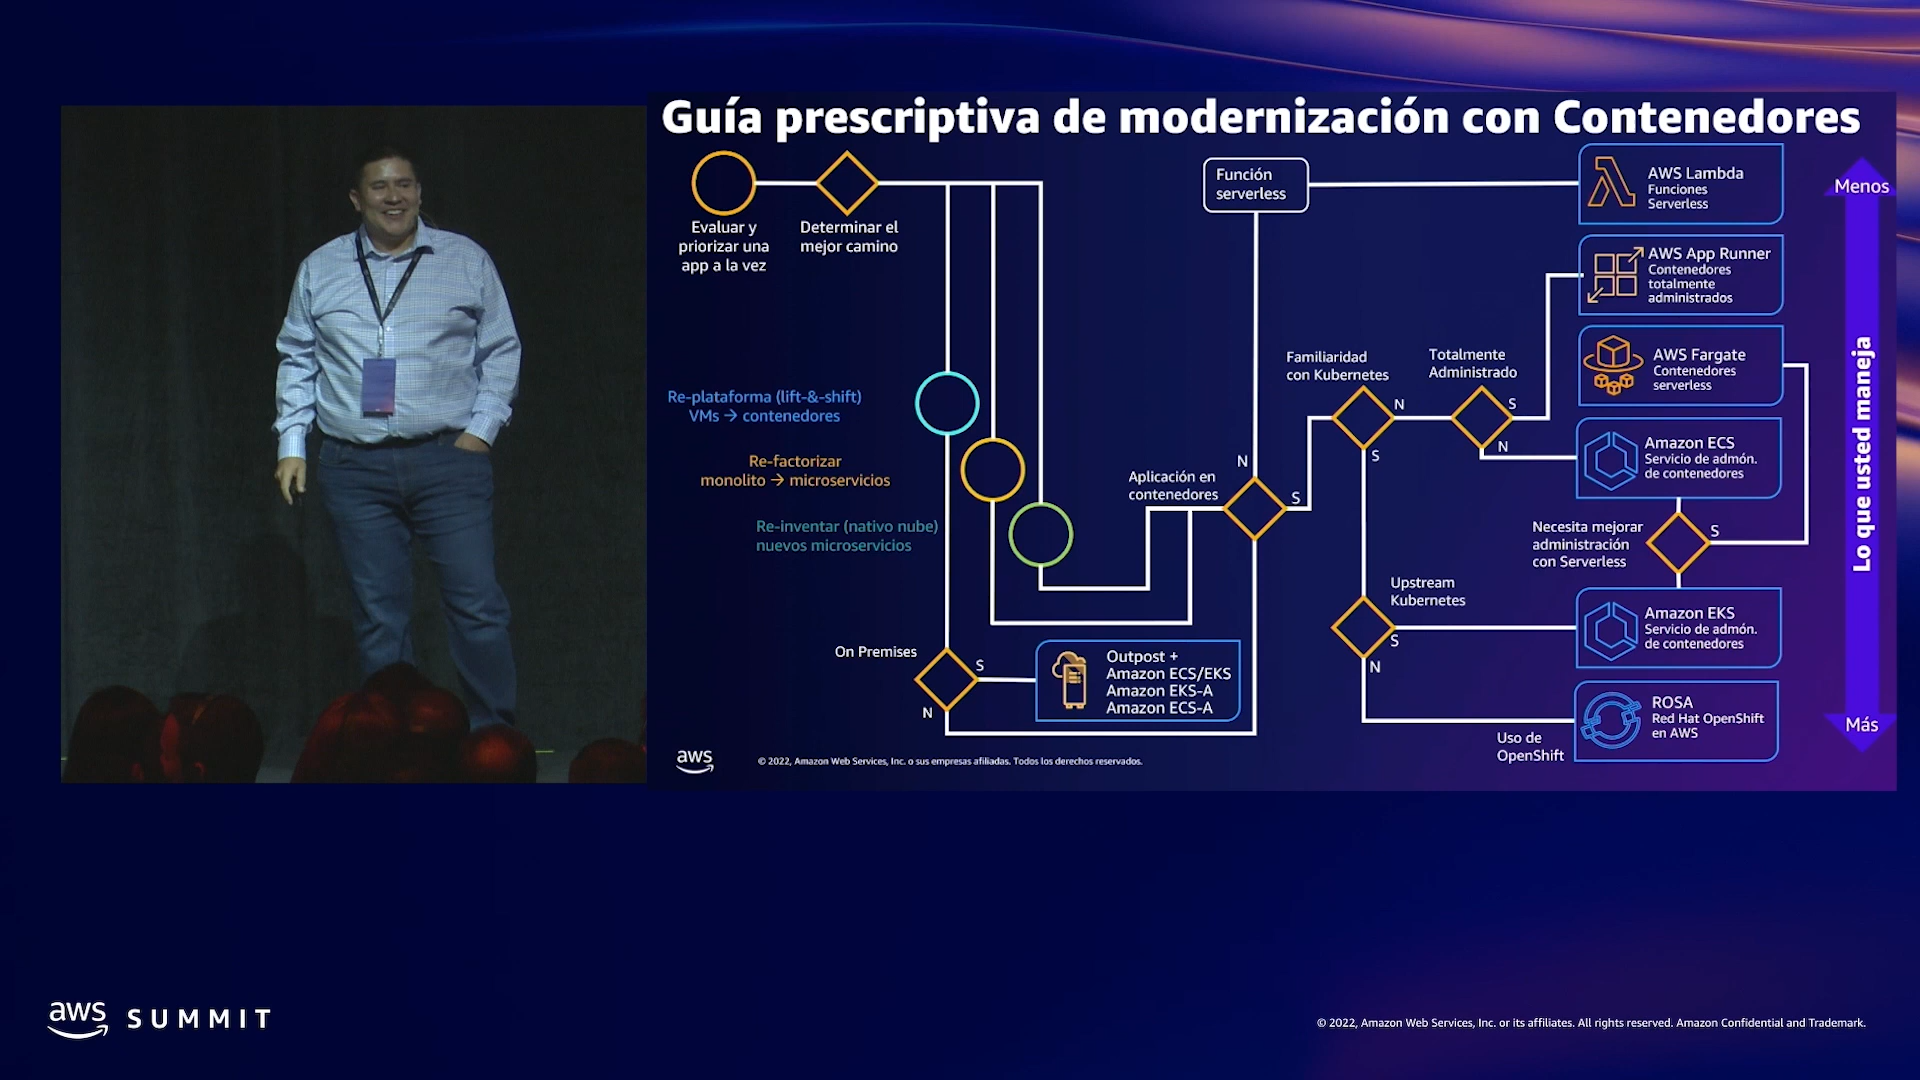 Guía prescriptiva de modernización con Contenedores
Evaluar y
priorizar una
app a la vez
Determinar el
mejor camino
Función
serverless
AWS Lambda
Funciones
Serverless
Menos
AWS App Runner
Contenedores
totalmente
administrados
Familiaridad
con Kubernetes
Totalmente
Administrado
AWS Fargate
Contenedores
serverless
Lo que usted maneja
Re-plataforma (lift-&-shift)
VMs → contenedores
N
S
S
N
Amazon ECS
Servicio de admón.
de contenedores
Re-factorizar
monolito → microservicios
Aplicación en
contenedores
N
S
Re-inventar (nativo nube)
nuevos microservicios
Necesita mejorar
administración
con Serverless
S
Upstream
Kubernetes
S
N
Amazon EKS
Servicio de admón.
de contenedores
On Premises
S
N
Outpost +
Amazon ECS/EKS
Amazon EKS-A
Amazon ECS-A
ROSA
Red Hat OpenShift
en AWS
Más
Uso de
OpenShift
aws
© 2022, Amazon Web Services, Inc. o sus empresas afiliadas. Todos los derechos reservados.
aws SUMMIT
© 2022, Amazon Web Services, Inc. or its affiliates. All rights reserved. Amazon Confidential and Trademark.